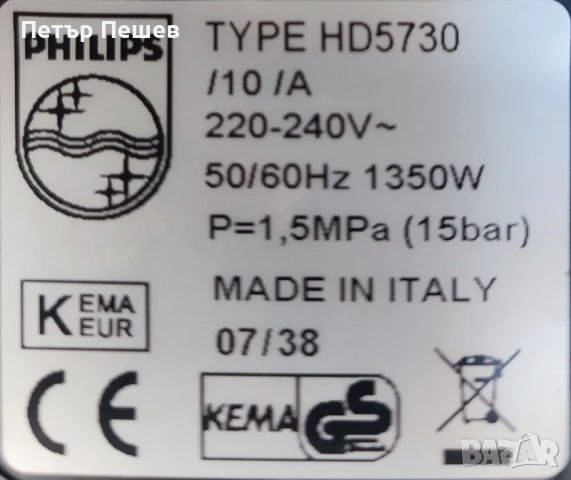 Петър Пешев
PHILIPS
TYPE HD5730
/10 /A
220-240V~
50/60Hz 1350W
P=1,5MPa (15bar)
MADE IN ITALY
07/38
KEMA
EUR
CE
KEMA
GS
BAZAR